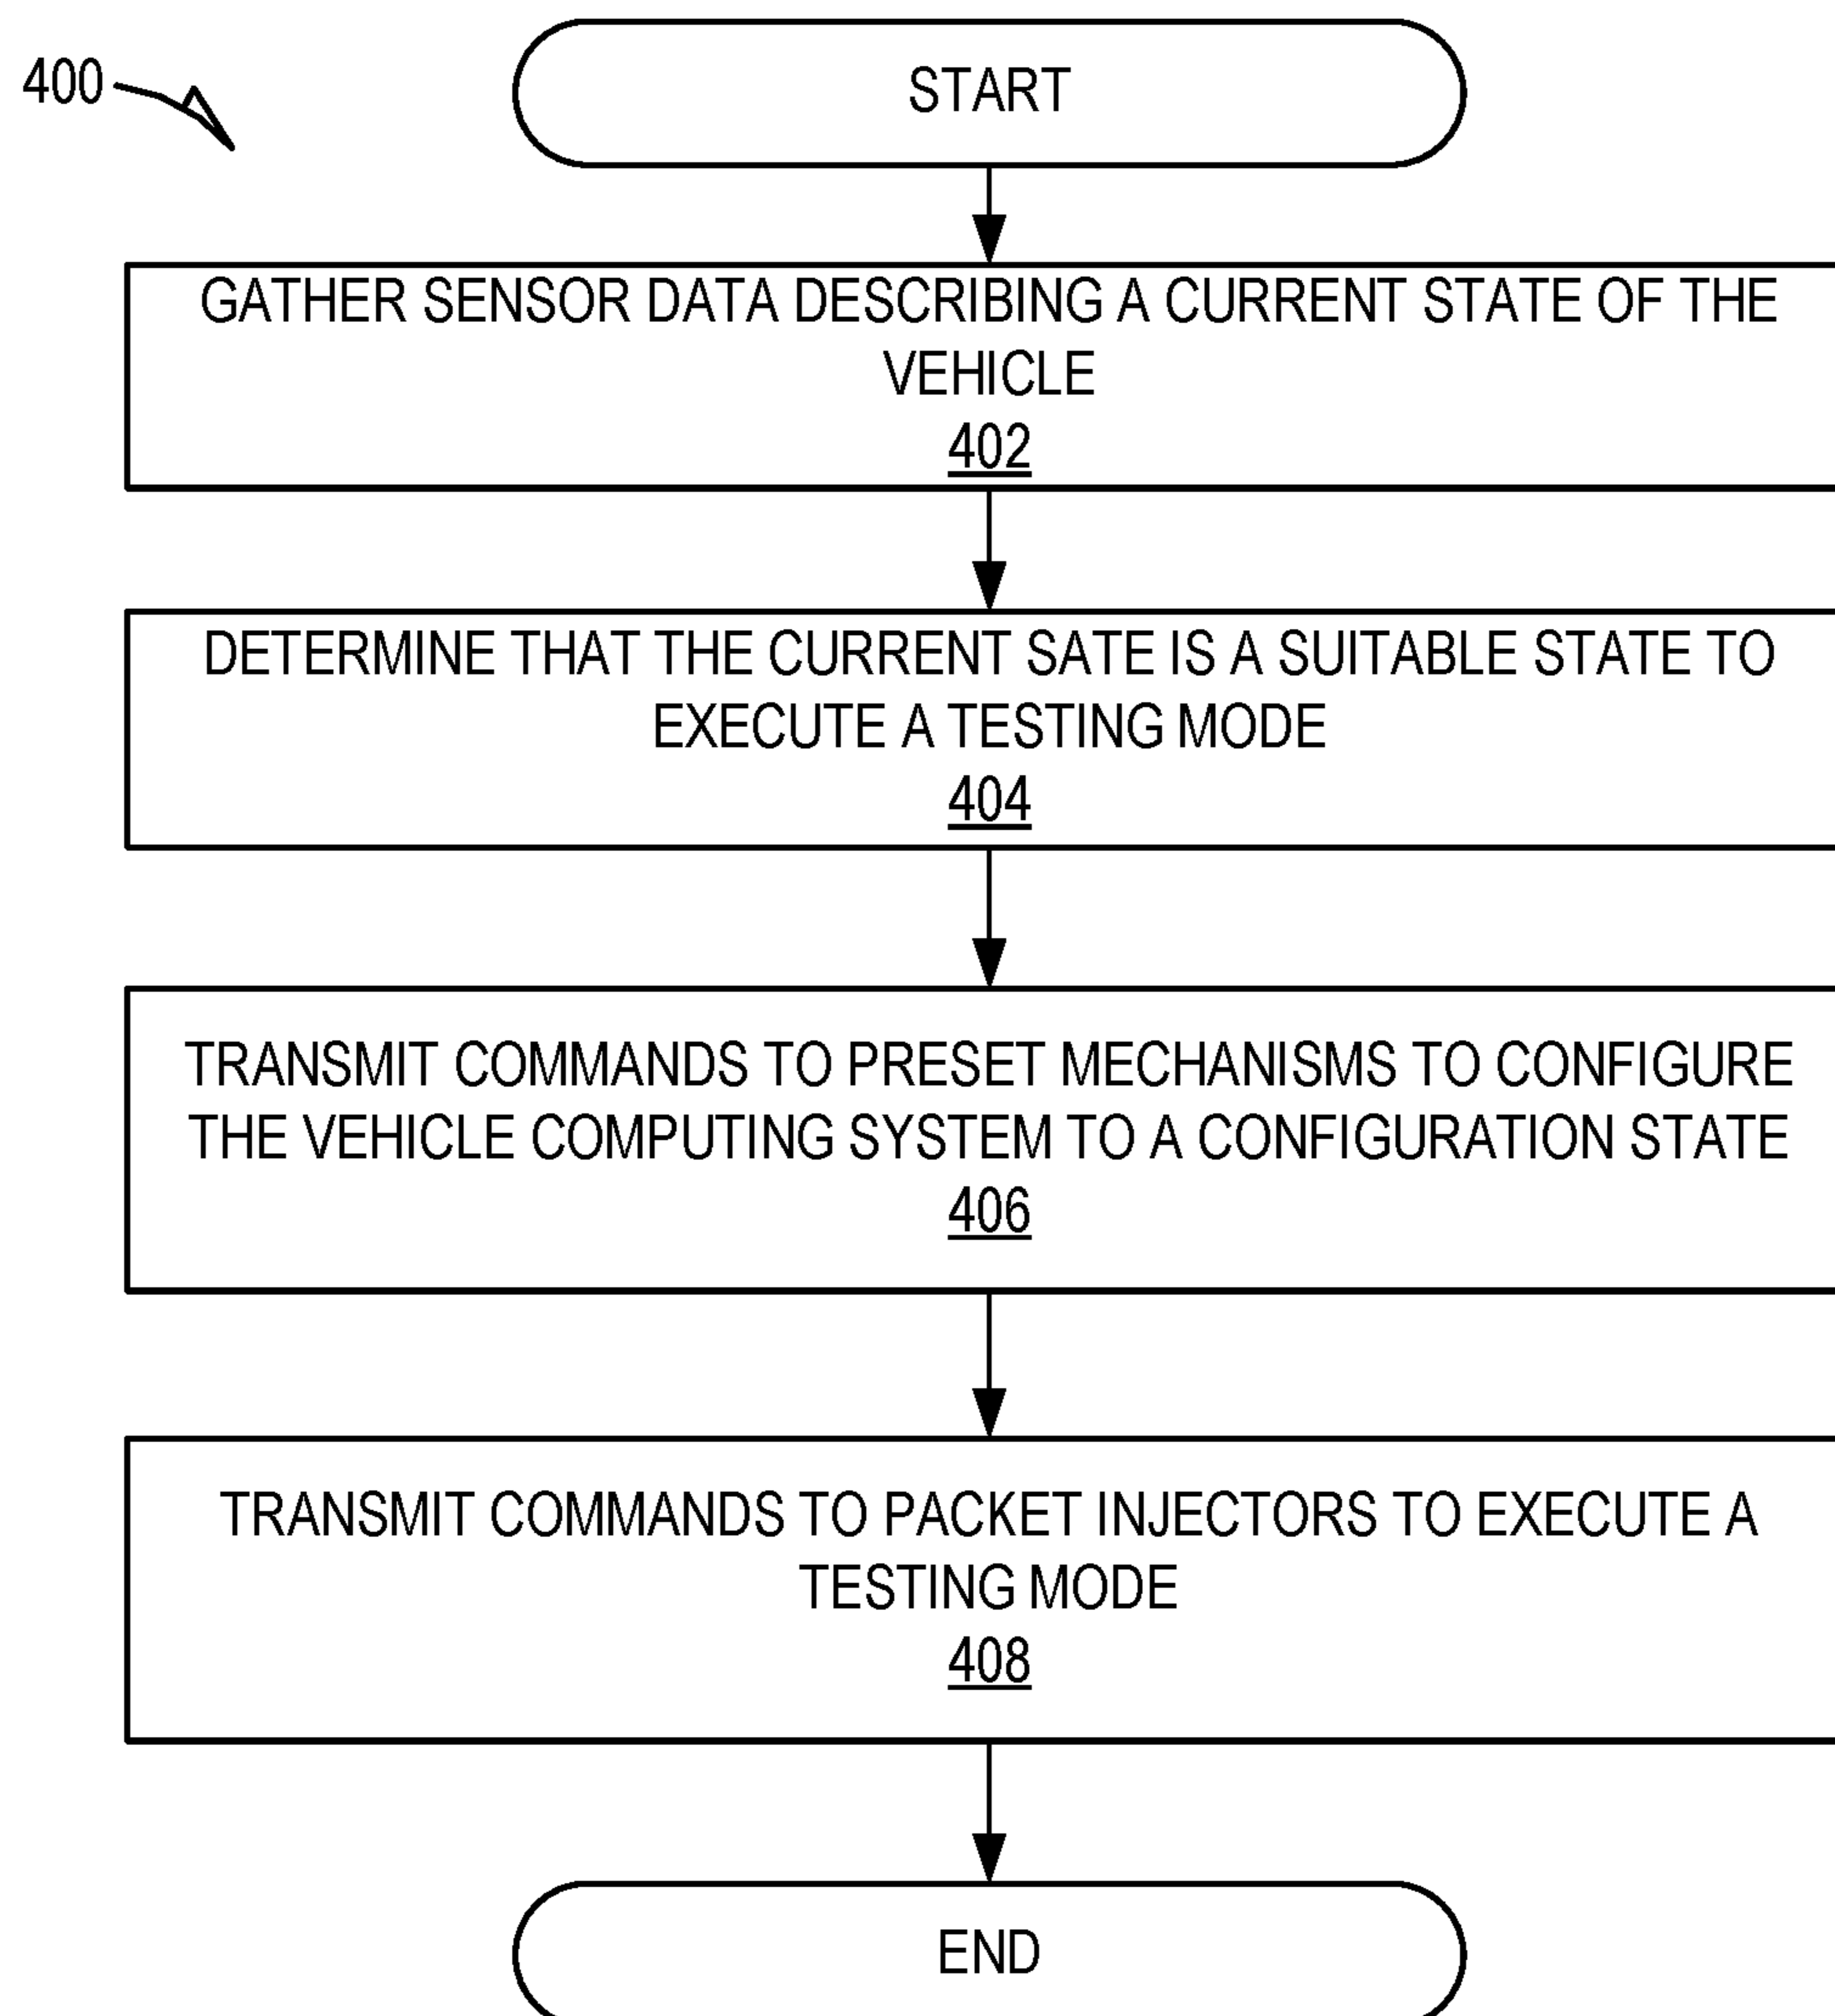 400
START
GATHER SENSOR DATA DESCRIBING A CURRENT STATE OF THE
VEHICLE
402
DETERMINE THAT THE CURRENT SATE IS A SUITABLE STATE TO
EXECUTE A TESTING MODE
404
TRANSMIT COMMANDS TO PRESET MECHANISMS TO CONFIGURE
THE VEHICLE COMPUTING SYSTEM TO A CONFIGURATION STATE
406
TRANSMIT COMMANDS TO PACKET INJECTORS TO EXECUTE A
TESTING MODE
408
END